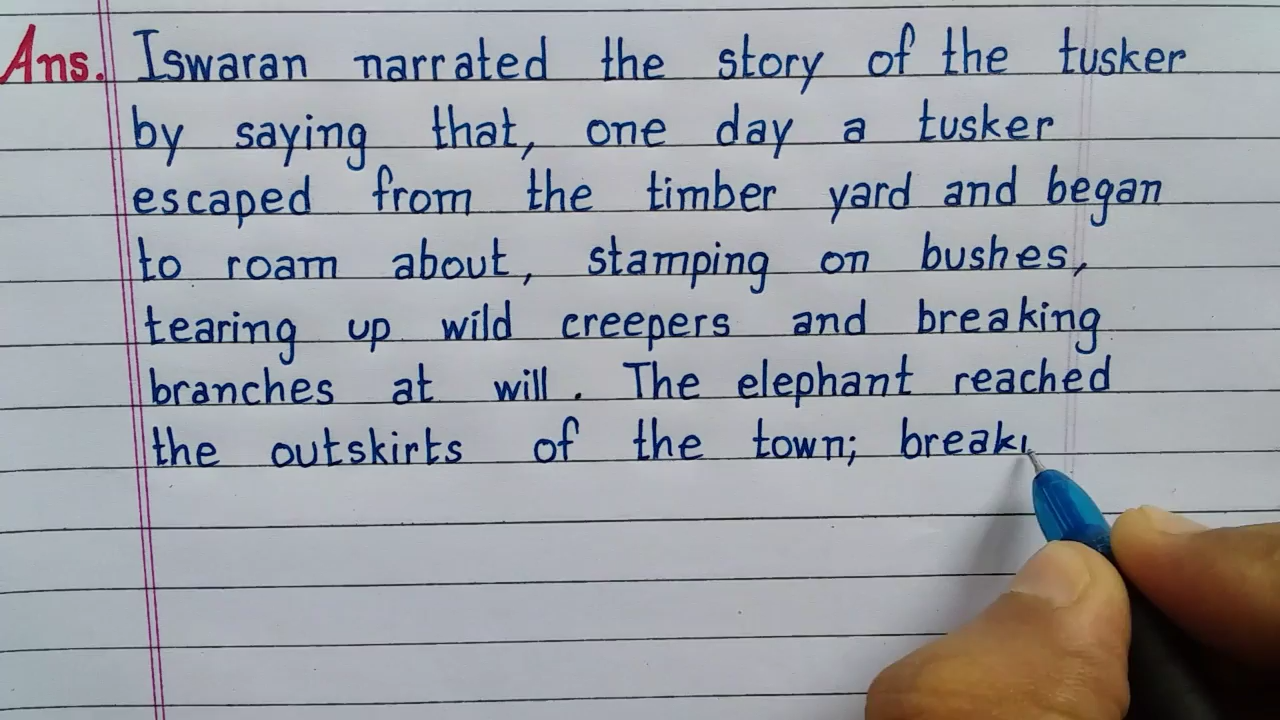 Ans. Iswaran narrated the story of the tusker
by saying that, one day a tusker
escaped from the timber yard and began
to roam about, stamping on bushes,
tearing up wild creepers and breaking
branches at will. The elephant reached
the outskirts of the town; breaki